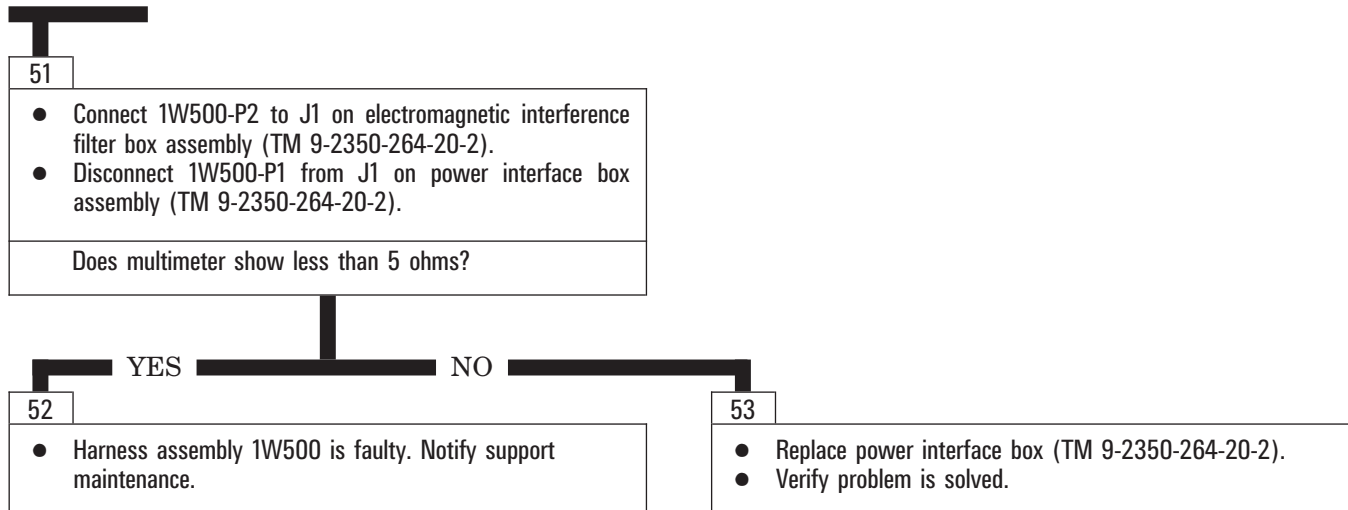 51
● Connect 1W500-P2 to J1 on electromagnetic interference
filter box assembly (TM 9-2350-264-20-2).
● Disconnect 1W500-P1 from J1 on power interface box
assembly (TM 9-2350-264-20-2).
Does multimeter show less than 5 ohms?
YES
NO
52
● Harness assembly 1W500 is faulty. Notify support
maintenance.
53
● Replace power interface box (TM 9-2350-264-20-2).
● Verify problem is solved.